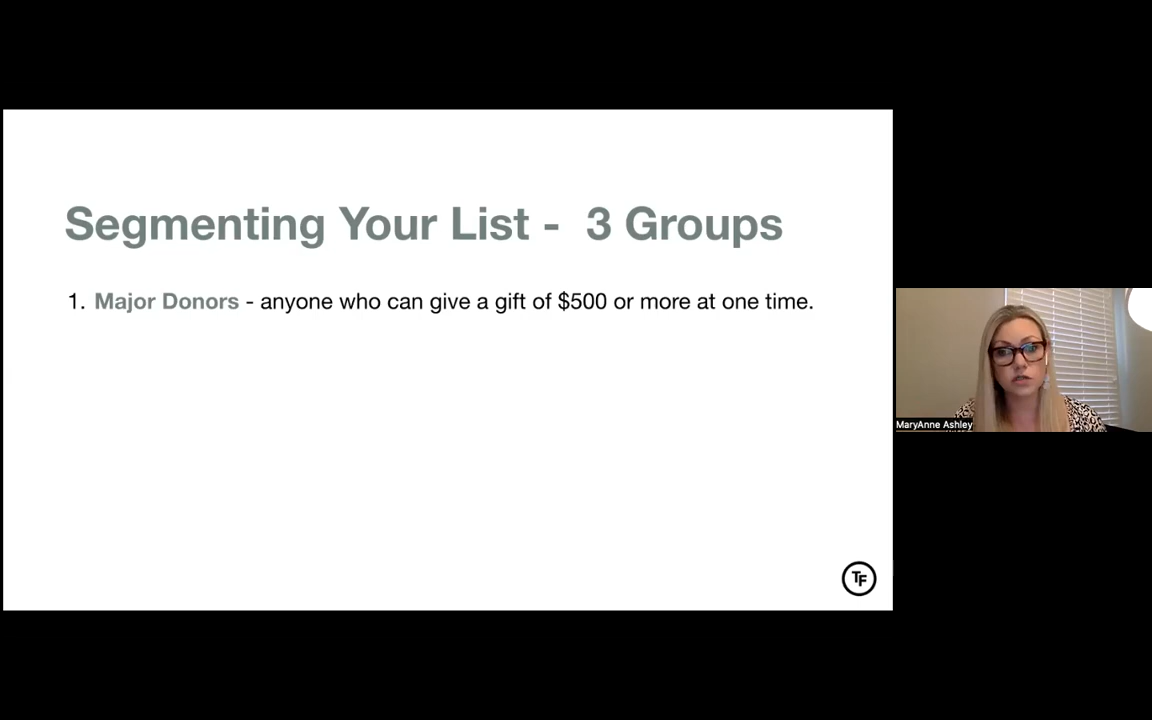 Segmenting Your List -  3 Groups
1. Major Donors - anyone who can give a gift of $500 or more at one time.
MaryAnne Ashley
TF